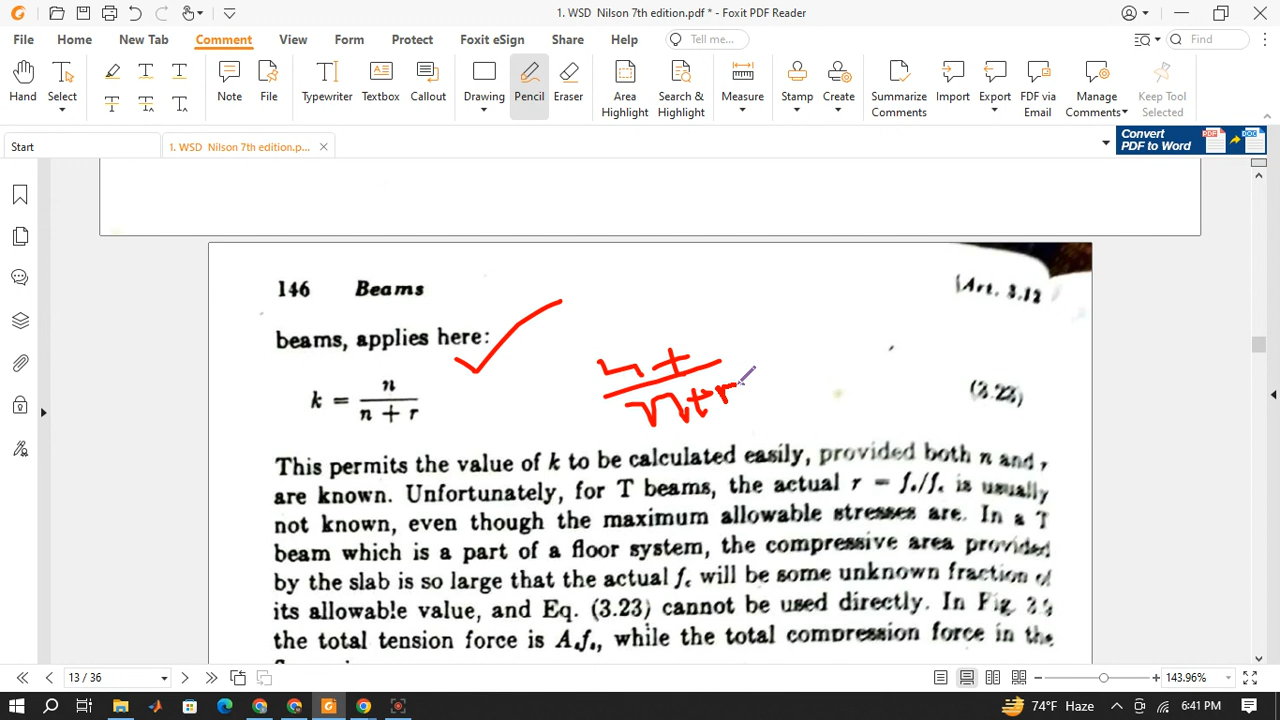 1. WSD Nilson 7th edition.pdf * - Foxit PDF Reader
File Home New Tab Comment View Form Protect Foxit eSign Share Help Tell me... Find
Hand Select Note File Typewriter Textbox Callout Drawing Pencil Eraser Area Highlight Search & Highlight Measure Stamp Create Summarize Comments Import Export PDF via Email Manage Comments Keep Tool Selected
Start 1. WSD Nilson 7th edition.p... Convert PDF to Word
146 Beams (Art. 3.12
beams, applies here:
k = n / n + r (3.23)
+ r
This permits the value of k to be calculated easily, provided both n and r
are known. Unfortunately, for T beams, the actual r = fₛ/f꜀ is usually
not known, even though the maximum allowable stresses are. In a T
beam which is a part of a floor system, the compressive area provided
by the slab is so large that the actual f꜀ will be some unknown fraction of
its allowable value, and Eq. (3.23) cannot be used directly. In Fig. 3.9
the total tension force is Aₛfₛ, while the total compression force in the
13 / 36 143.96%
74°F Haze 6:41 PM